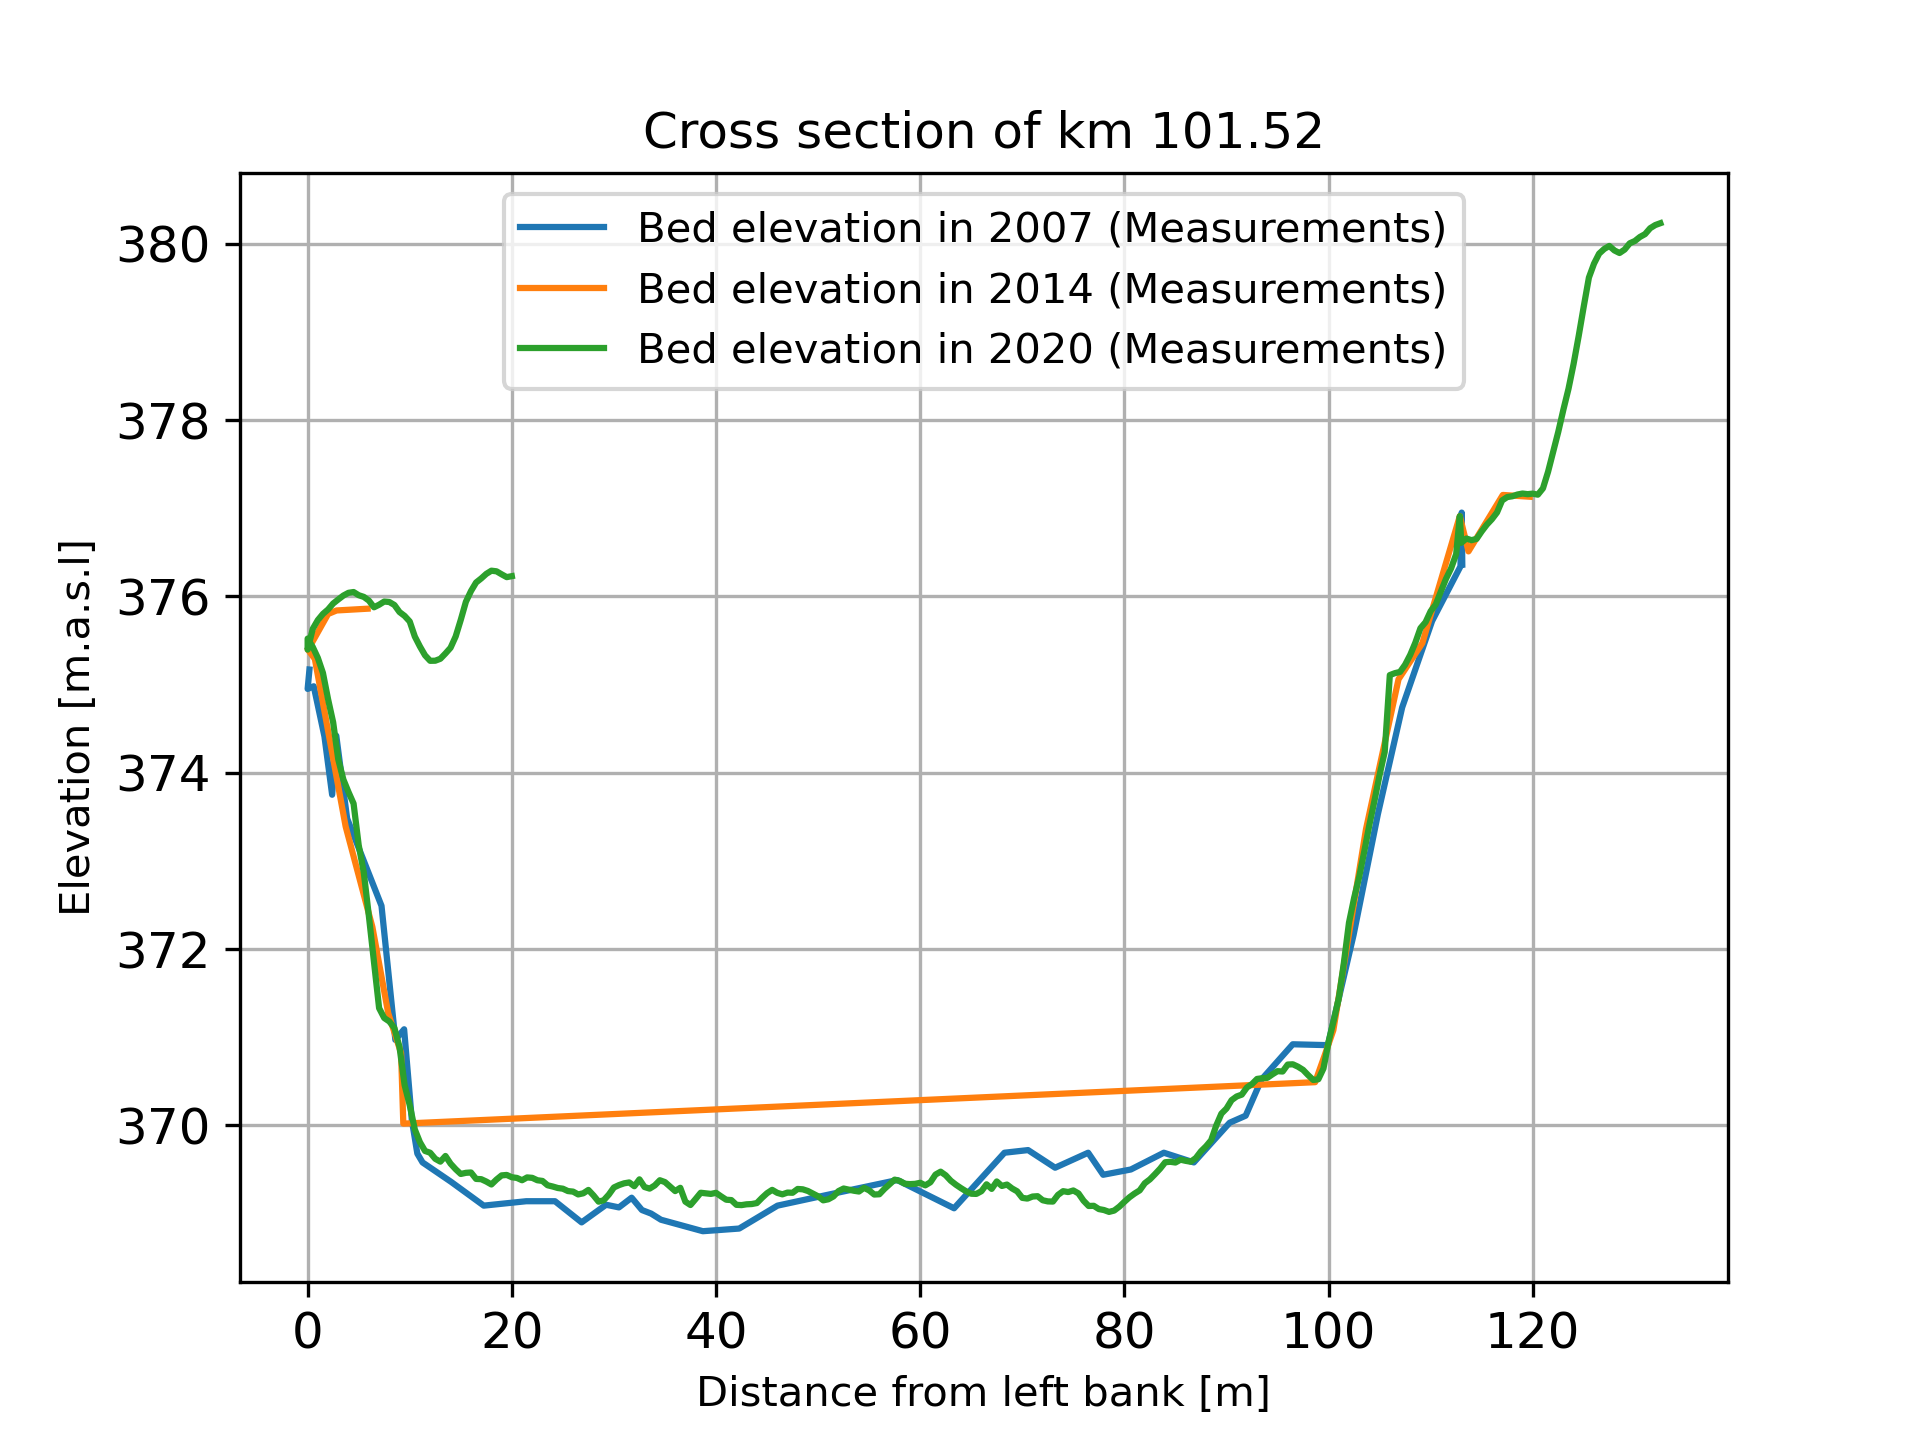 Cross section of km 101.52
Bed elevation in 2007 (Measurements)
Bed elevation in 2014 (Measurements)
Bed elevation in 2020 (Measurements)
Elevation [m.a.s.l]
380
378
376
374
372
370
0 20 40 60 80 100 120
Distance from left bank [m]